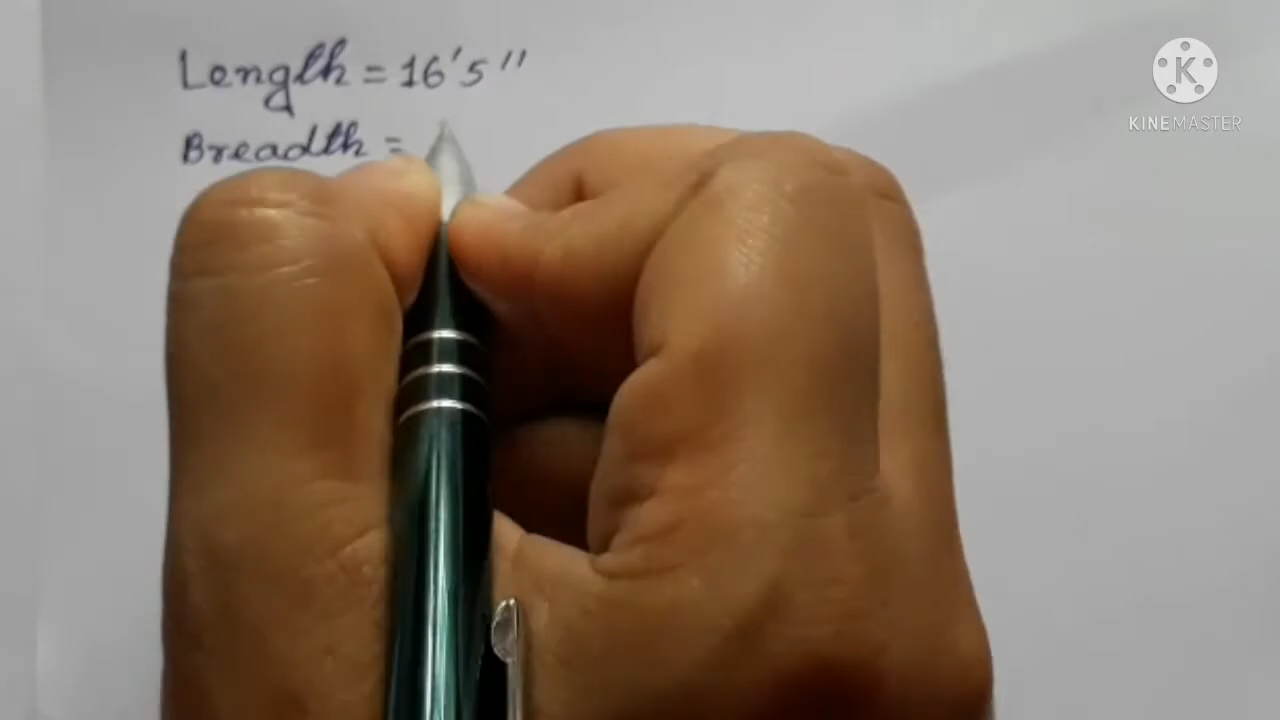 Length = 16'5"
Breadth =
K
KINEMASTER